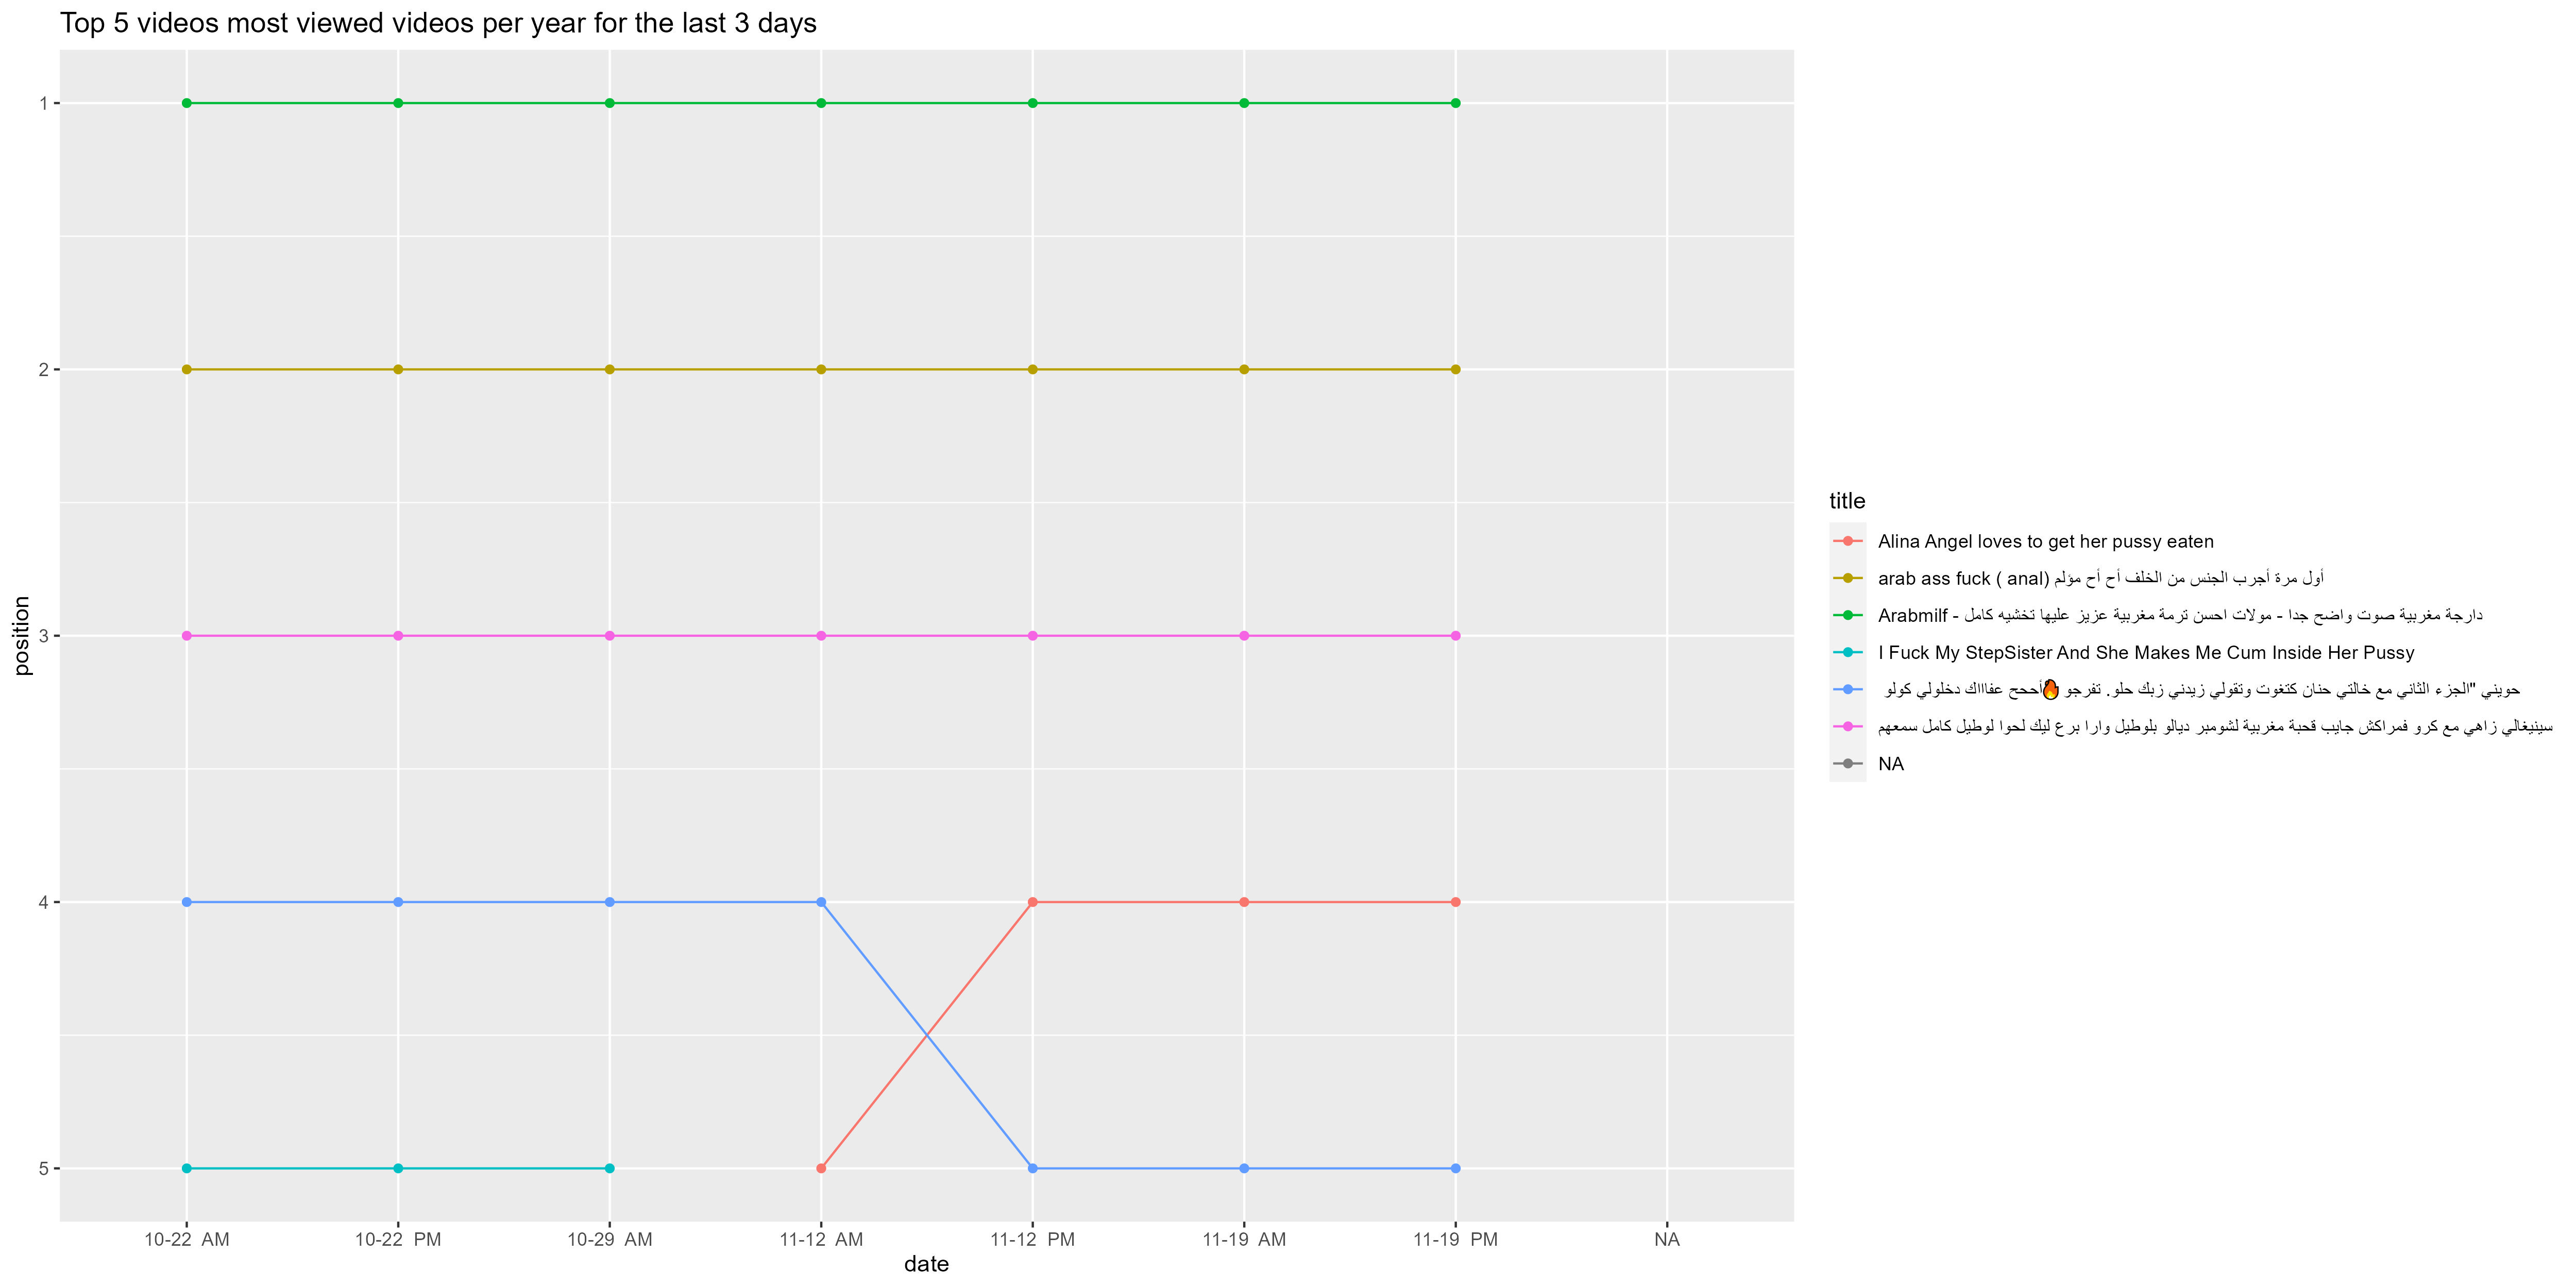 Top 5 videos most viewed videos per year for the last 3 days
position
1
2
3
4
5
10-22 AM
10-22 PM
10-29 AM
11-12 AM
11-12 PM
11-19 AM
11-19 PM
NA
date
title
Alina Angel loves to get her pussy eaten
arab ass fuck ( anal) أول مرة أجرب الجنس من الخلف أح أح مؤلم
Arabmilf - دارجة مغربية صوت واضح جدا - مولات احسن ترمة مغربية عزيز عليها تخشيه كامل
I Fuck My StepSister And She Makes Me Cum Inside Her Pussy
حويني "الجزء الثاني مع خالتي حنان كتغوت وتقولي زيدني زبك حلو. تفرجو 🔥أححح عفاااك دخلولي كولو
سينيغالي زاهي مع كرو فمراكش جايب قحبة مغربية لشومبر ديالو بلوطيل وارا برع ليك لحوا لوطيل كامل سمعهم
NA